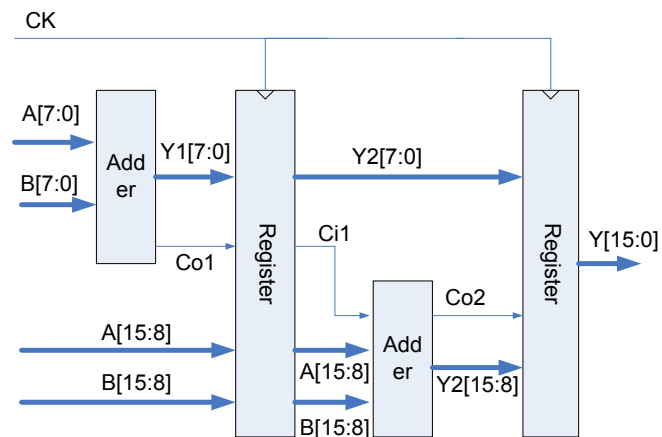 CK
A[7:0]
B[7:0]
Add
er
Y1[7:0]
Co1
Register
Y2[7:0]
Ci1
A[15:8]
B[15:8]
A[15:8]
B[15:8]
Add
er
Co2
Y2[15:8]
Register
Y[15:0]